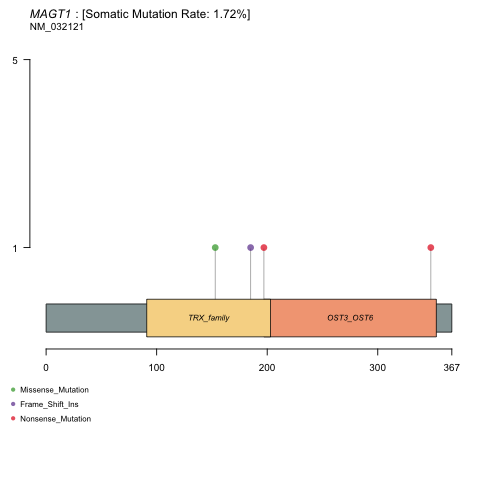 MAGT1 : [Somatic Mutation Rate: 1.72%]
NM_032121
5
1
TRX_family
OST3_OST6
0 100 200 300 367
Missense_Mutation
Frame_Shift_Ins
Nonsense_Mutation